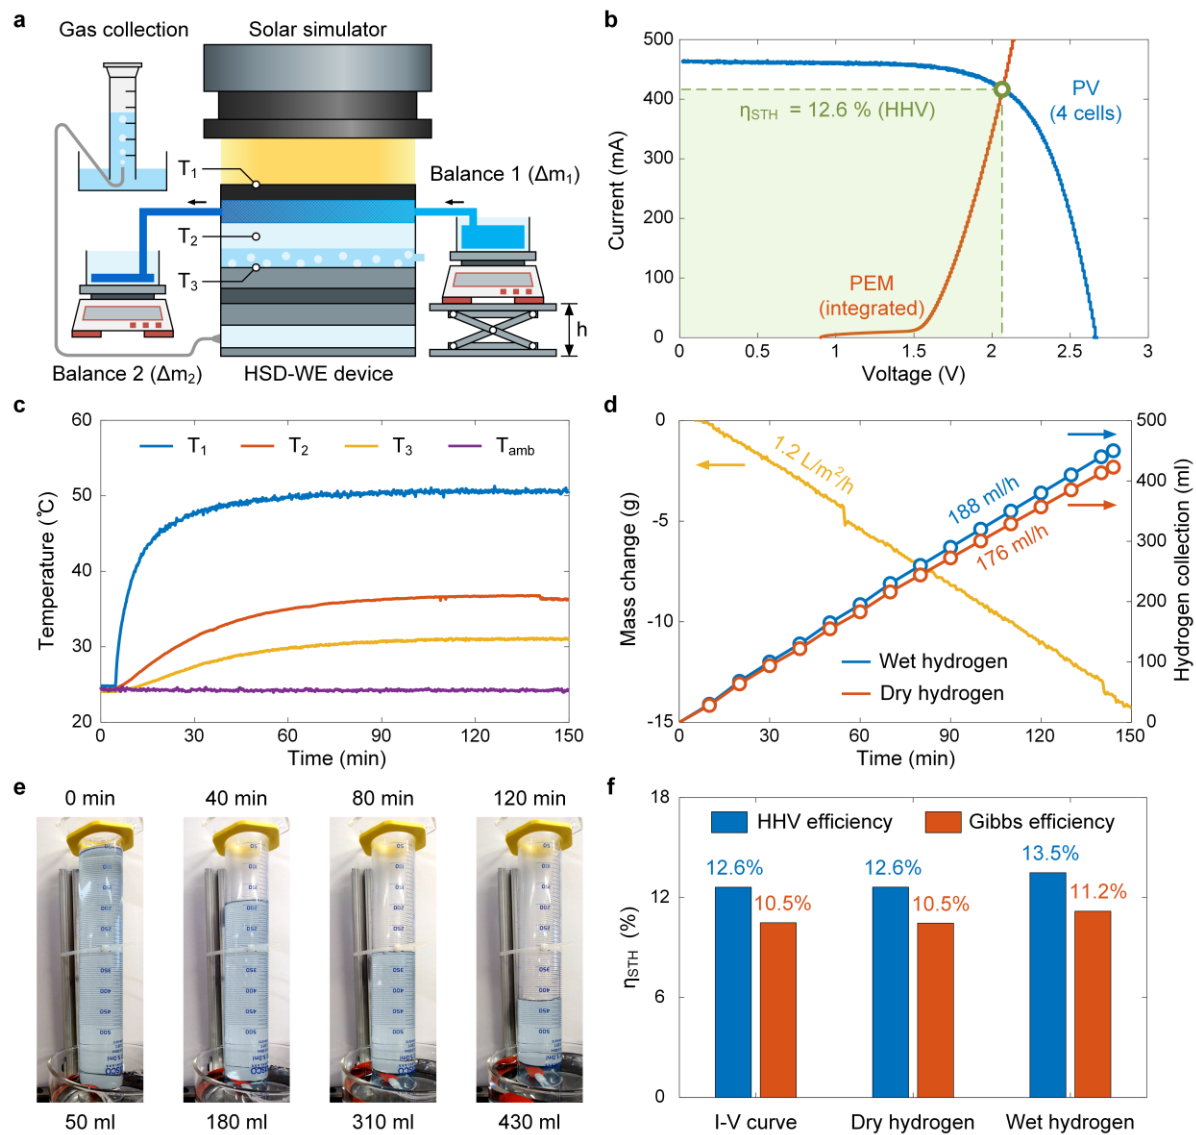 a
Gas collection
Solar simulator
T1
Balance 1 (Δm1)
T2
T3
h
Balance 2 (Δm2)
HSD-WE device
b
500
400
300
200
100
0
Current (mA)
ηSTH = 12.6 % (HHV)
PV
(4 cells)
PEM
(integrated)
0
0.5
1
1.5
2
2.5
3
Voltage (V)
c
60
50
40
30
20
Temperature (℃)
T1
T2
T3
Tamb
0
30
60
90
120
150
Time (min)
d
0
-5
-10
-15
Mass change (g)
1.2 L/m²/h
188 ml/h
176 ml/h
Wet hydrogen
Dry hydrogen
500
400
300
200
100
0
Hydrogen collection (ml)
0
30
60
90
120
150
Time (min)
e
0 min
40 min
80 min
120 min
50 ml
180 ml
310 ml
430 ml
f
18
12
6
0
ηSTH (%)
HHV efficiency
Gibbs efficiency
12.6%
10.5%
12.6%
10.5%
13.5%
11.2%
I-V curve
Dry hydrogen
Wet hydrogen